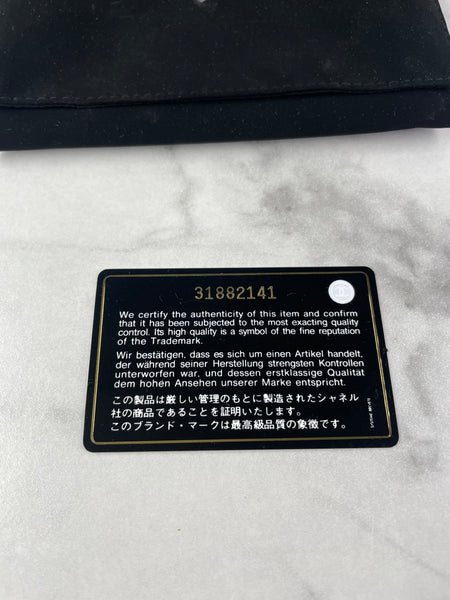 31882141
We certify the authenticity of this item and confirm
that it has been subjected to the most exacting quality
control. Its high quality is a symbol of the fine reputation
of the Trademark.
Wir bestätigen, dass es sich um einen Artikel handelt,
der während seiner Herstellung strengsten Kontrollen
unterworfen war, und dessen erstklassige Qualität
dem hohen Ansehen unserer Marke entspricht.
この製品は厳しい管理のもとに製造されたシャネル
社の商品であることを証明いたします。
このブランド・マークは最高級品質の象徴です。